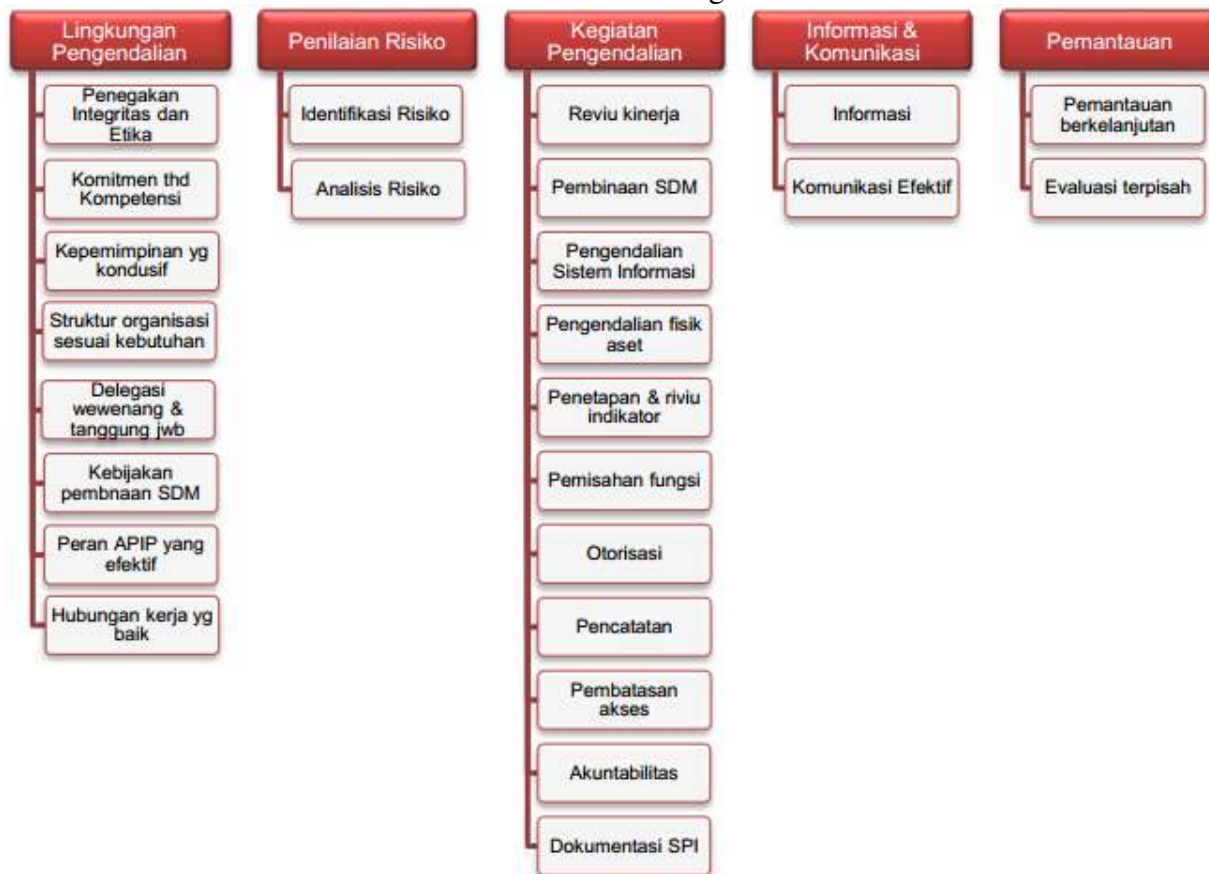 Lingkungan
Pengendalian
Penegakan
Integritas dan
Etika
Komitmen thd
Kompetensi
Kepemimpinan yg
kondusif
Struktur organisasi
sesuai kebutuhan
Delegasi
wewenang &
tanggung jwb
Kebijakan
pembnaan SDM
Peran APIP yang
efektif
Hubungan kerja yg
baik
Penilaian Risiko
Identifikasi Risiko
Analisis Risiko
Kegiatan
Pengendalian
Reviu kinerja
Pembinaan SDM
Pengendalian
Sistem Informasi
Pengendalian fisik
aset
Penetapan & riviu
indikator
Pemisahan fungsi
Otorisasi
Pencatatan
Pembatasan
akses
Akuntabilitas
Dokumentasi SPI
Informasi &
Komunikasi
Informasi
Komunikasi Efektif
Pemantauan
Pemantauan
berkelanjutan
Evaluasi terpisah